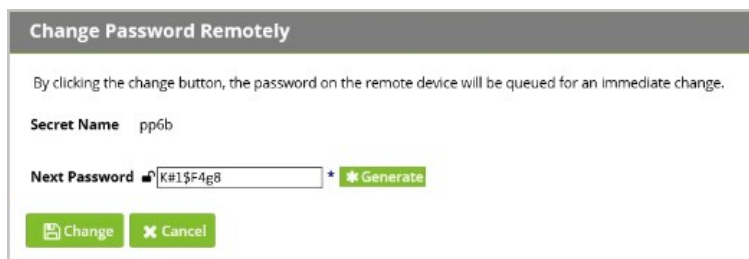 Change Password Remotely
By clicking the change button, the password on the remote device will be queued for an immediate change.
Secret Name pp6b
Next Password K#1$F4g8 * Generate
Change Cancel